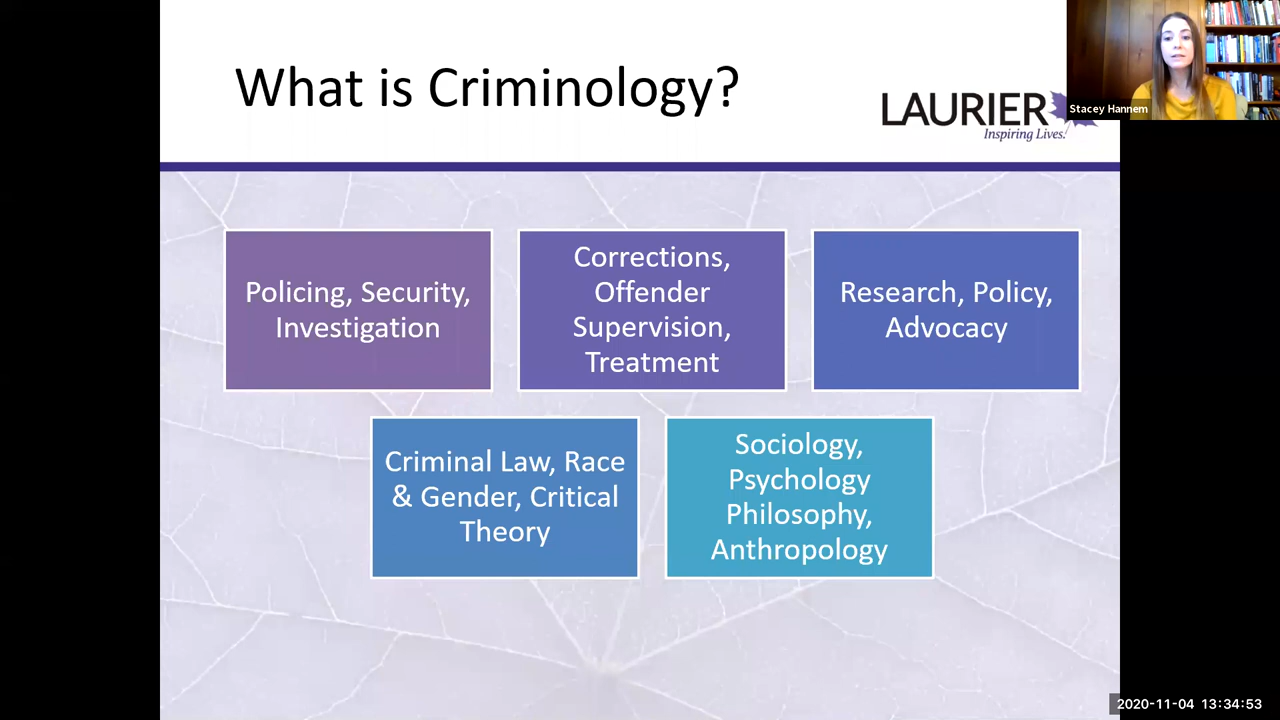 What is Criminology?
LAURIER
Inspiring Lives.
Stacey Hannem
Policing, Security,
Investigation
Corrections,
Offender
Supervision,
Treatment
Research, Policy,
Advocacy
Criminal Law, Race
& Gender, Critical
Theory
Sociology,
Psychology
Philosophy,
Anthropology
2020-11-04 13:34:53